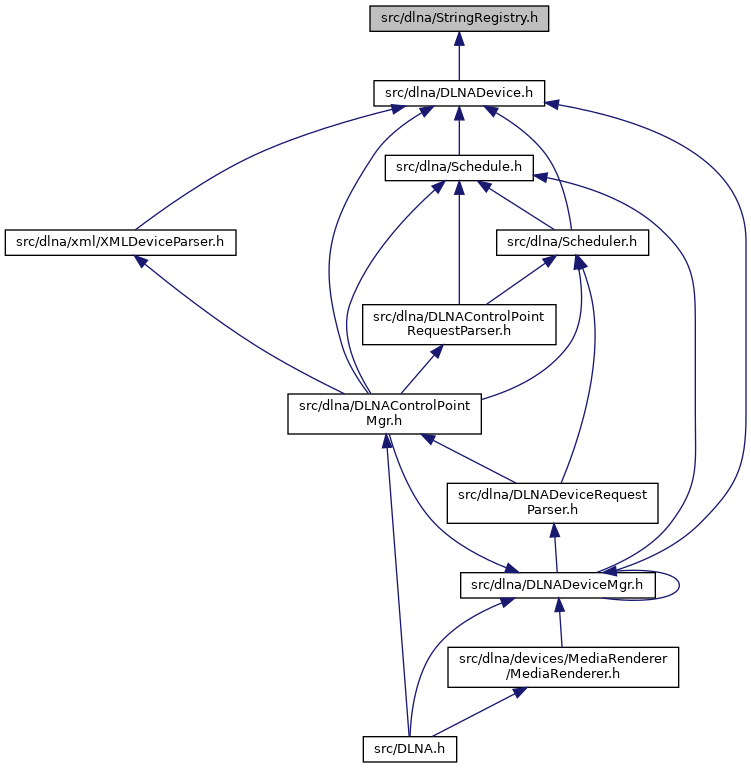 src/dlna/StringRegistry.h
src/dlna/DLNADevice.h
src/dlna/Schedule.h
src/dlna/xml/XMLDeviceParser.h
src/dlna/Scheduler.h
src/dlna/DLNAControlPoint
RequestParser.h
src/dlna/DLNAControlPoint
Mgr.h
src/dlna/DLNADeviceRequest
Parser.h
src/dlna/DLNADeviceMgr.h
src/dlna/devices/MediaRenderer
/MediaRenderer.h
src/DLNA.h